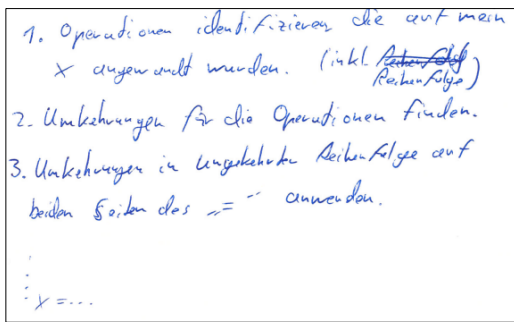 1. Operationen identifizieren die auf mein
x angewandt wurden. (inkl. Reihenfolge)
2. Umkehrungen für die Operationen finden.
3. Umkehrungen in umgekehrter Reihenfolge auf
beiden Seiten des „=“ anwenden.
⋮
x=...